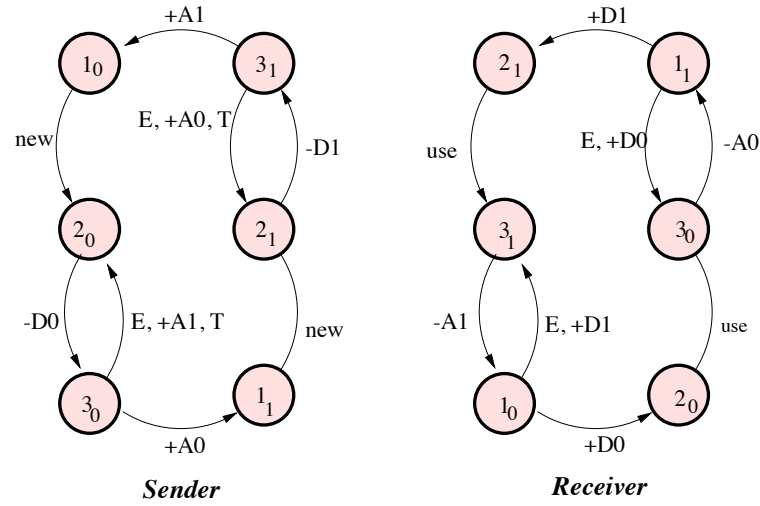 +A1
1₀
3₁
E, +A0, T
new
-D1
2₀
2₁
-D0
E, +A1, T
new
3₀
1₁
+A0
Sender
+D1
2₁
1₁
E, +D0
-A0
use
3₁
3₀
-A1
E, +D1
use
1₀
2₀
+D0
Receiver